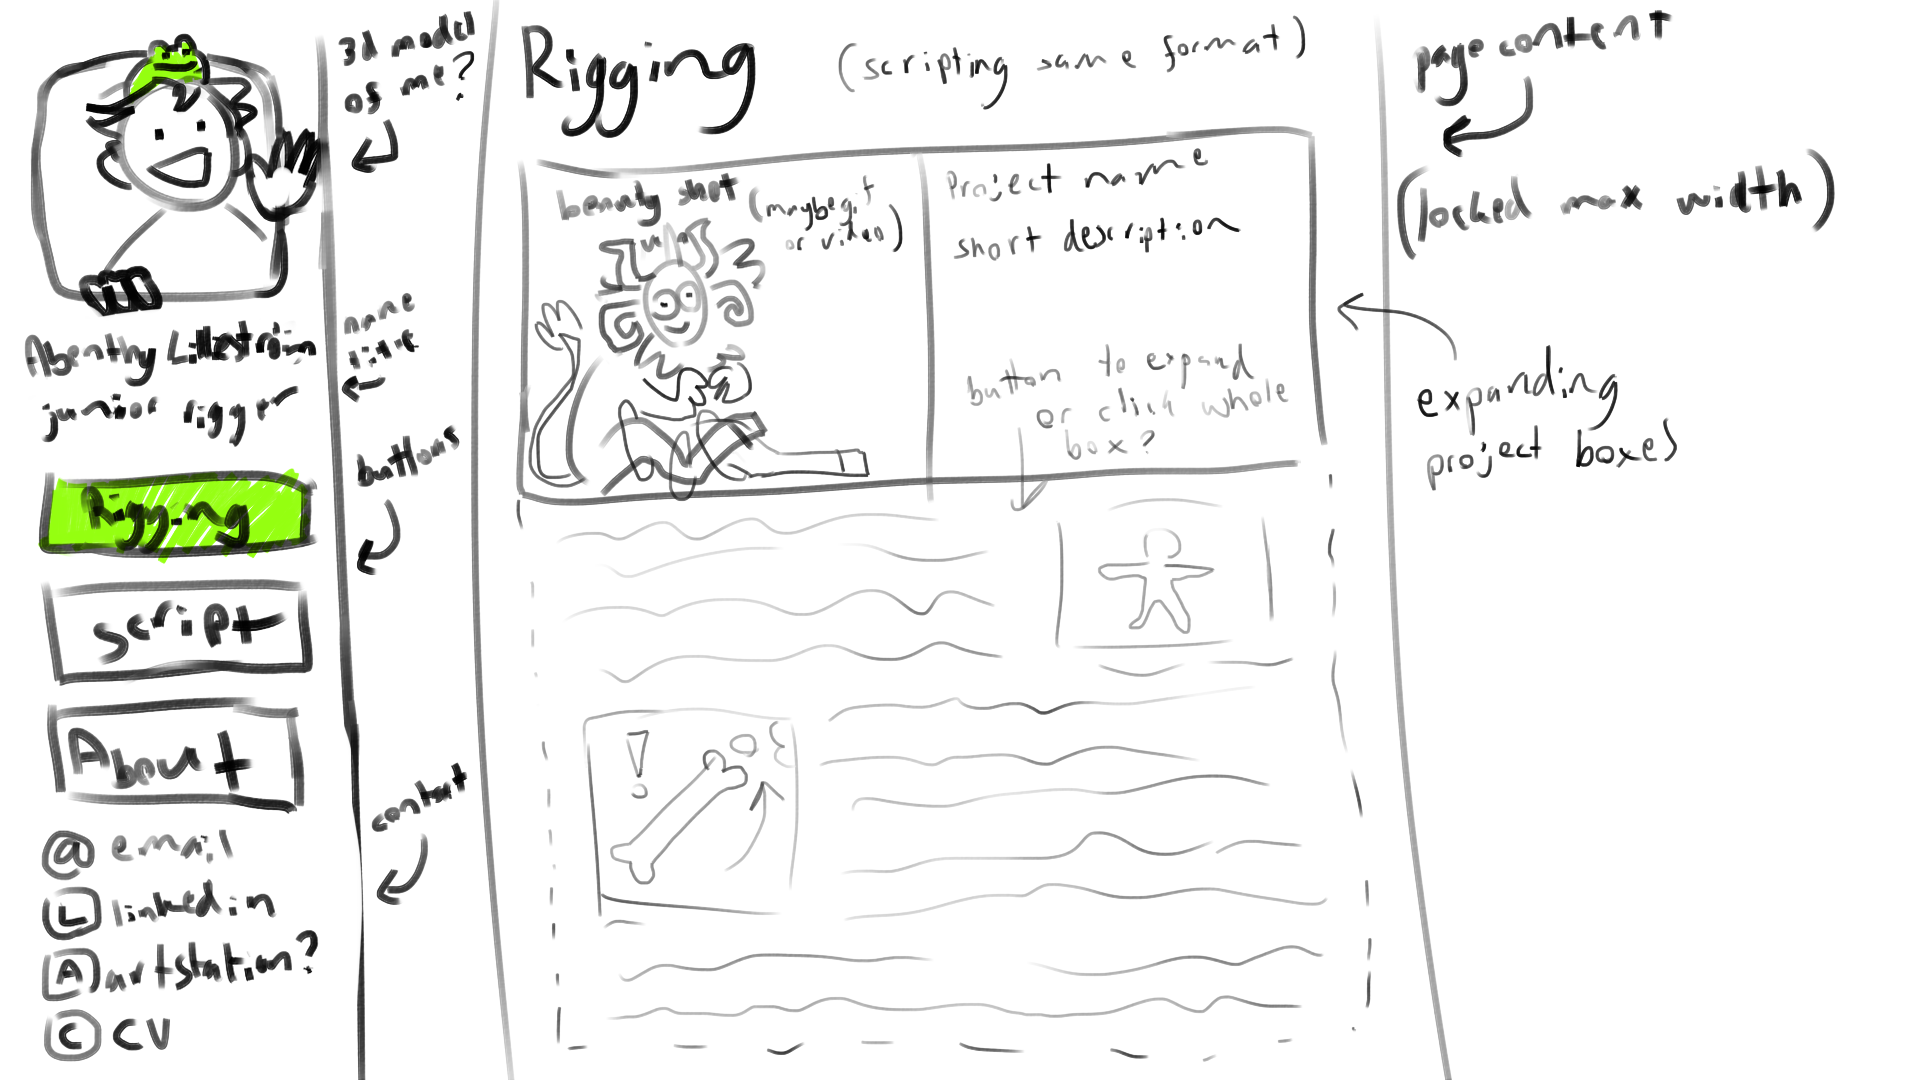 3d model
of me?
Abenthy Lillieström
junior rigger
name
title
buttons
Rigging
script
About
contact
@ email
L linkedin
A artstation?
C CV
Rigging
(scripting same format)
beauty shot
(maybe gif
or video)
Project name
short description
button to expand
or click whole
box?
!
page content
(locked max width)
expanding
project boxes